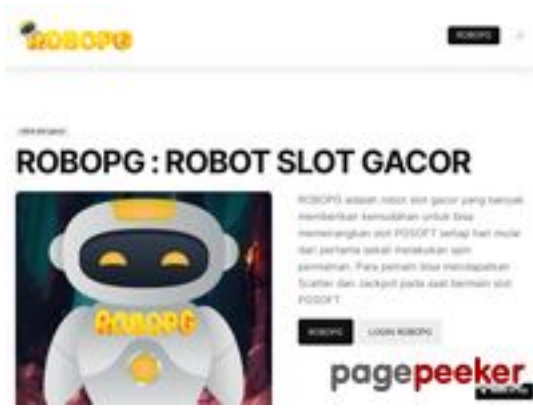 ROBOPG
ROBOPG
ROBOPG : ROBOT SLOT GACOR
ROBOPG adalah robot slot gacor yang banyak
memberikan kemudahan untuk bisa
memenangkan slot PGSOFT setiap hari mulai
dari pertama sekali melakukan spin
permainan. Para pemain bisa mendapatkan
Scatter dan Jackpot pada saat bermain slot
PGSOFT
ROBOPG
ROBOPG
LOGIN ROBOPG
pagepeeker